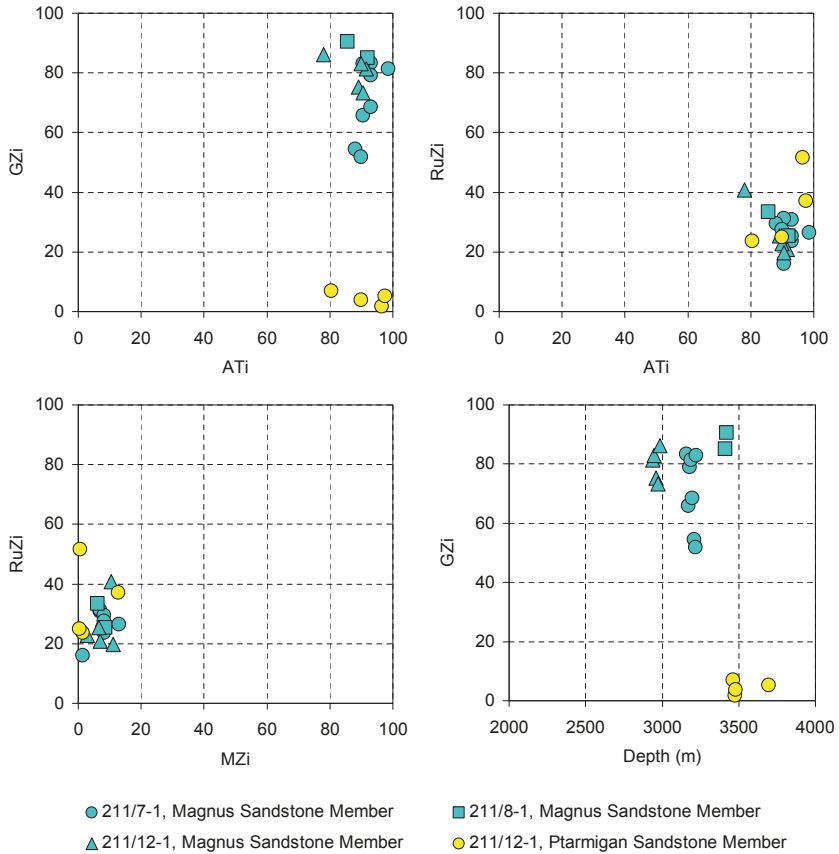 100
80
60
40
20
0
GZi
0 20 40 60 80 100
ATi
100
80
60
40
20
0
RuZi
0 20 40 60 80 100
ATi
100
80
60
40
20
0
RuZi
0 20 40 60 80 100
MZi
100
80
60
40
20
0
GZi
2000 2500 3000 3500 4000
Depth (m)
211/7-1, Magnus Sandstone Member
211/8-1, Magnus Sandstone Member
211/12-1, Magnus Sandstone Member
211/12-1, Ptarmigan Sandstone Member